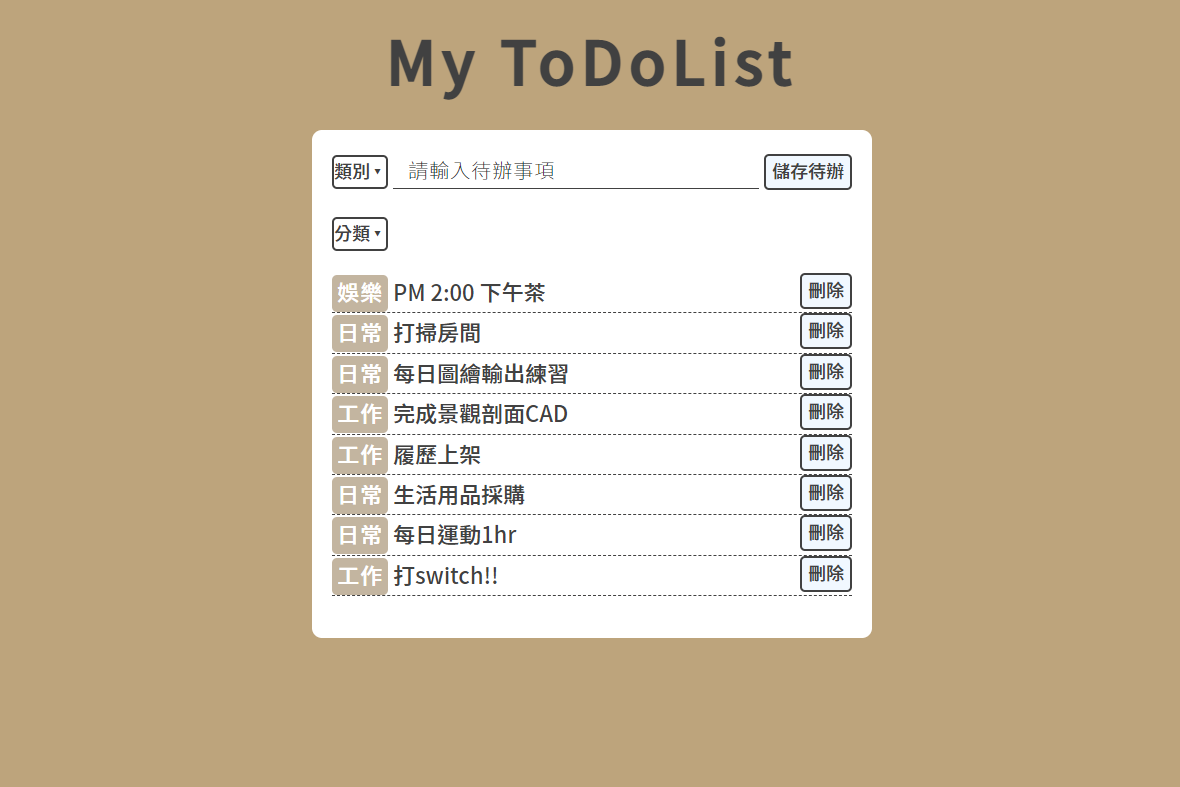 My ToDoList
類別▼ 請輸入待辦事項 儲存待辦
分類▼
娛樂 PM 2:00 下午茶 刪除
日常 打掃房間 刪除
日常 每日圖繪輸出練習 刪除
工作 完成景觀剖面CAD 刪除
工作 履歷上架 刪除
日常 生活用品採購 刪除
日常 每日運動1hr 刪除
工作 打switch!! 刪除